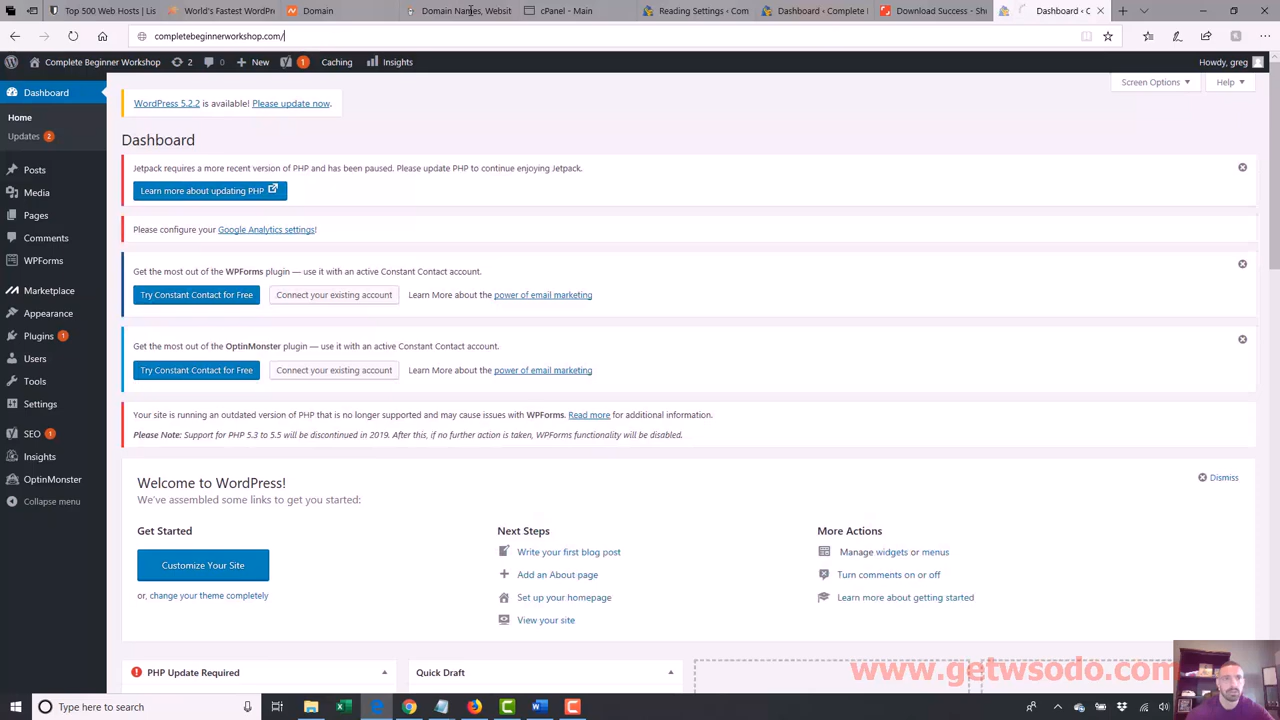 Top 500 Web Hosts | Lis
World's Fastest WordPr
Domain
Domain Names, Websit
cPanel - Main
Reading Settings ‹ Com
Dashboard ‹ Complete I
Download Success - Sh
Dashboard ‹ C
completebeginnerworkshop.com/
Complete Beginner Workshop 2 0 + New 1 Caching Insights Howdy, greg
Screen Options Help
Dashboard
Home
Updates 2
Posts
Media
Pages
Comments
WPForms
Marketplace
Appearance
Plugins 1
Users
Tools
Settings
SEO 1
Insights
OptinMonster
Collapse menu
WordPress 5.2.2 is available! Please update now.
Dashboard
Jetpack requires a more recent version of PHP and has been paused. Please update PHP to continue enjoying Jetpack.
Learn more about updating PHP
Please configure your Google Analytics settings!
Get the most out of the WPForms plugin — use it with an active Constant Contact account.
Try Constant Contact for Free Connect your existing account Learn More about the power of email marketing
Get the most out of the OptinMonster plugin — use it with an active Constant Contact account.
Try Constant Contact for Free Connect your existing account Learn More about the power of email marketing
Your site is running an outdated version of PHP that is no longer supported and may cause issues with WPForms. Read more for additional information.
Please Note: Support for PHP 5.3 to 5.5 will be discontinued in 2019. After this, if no further action is taken, WPForms functionality will be disabled.
Welcome to WordPress! Dismiss
We've assembled some links to get you started:
Get Started
Customize Your Site
or, change your theme completely
Next Steps
Write your first blog post
Add an About page
Set up your homepage
View your site
More Actions
Manage widgets or menus
Turn comments on or off
Learn more about getting started
PHP Update Required
Quick Draft
www.getwsodo.com
Type here to search